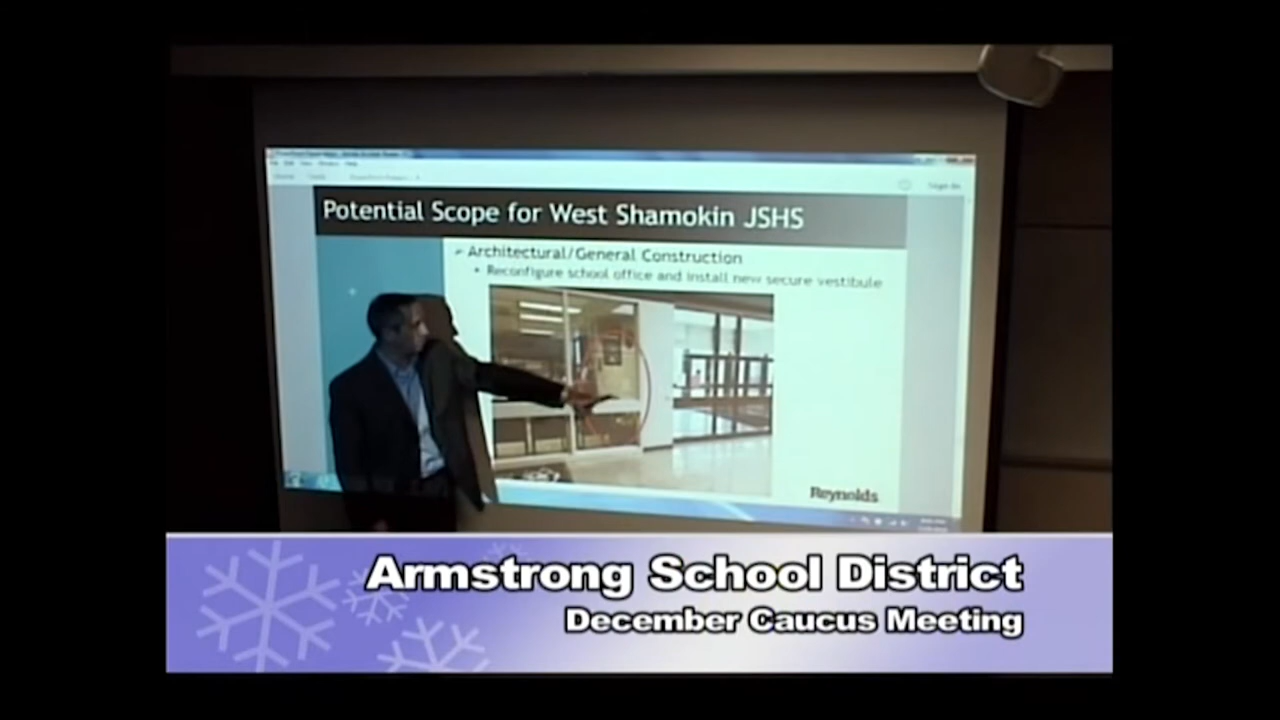 Potential Scope for West Shamokin JSHS
Architectural/General Construction
• Reconfigure school office and install new secure vestibule
Reynolds
Armstrong School District
December Caucus Meeting